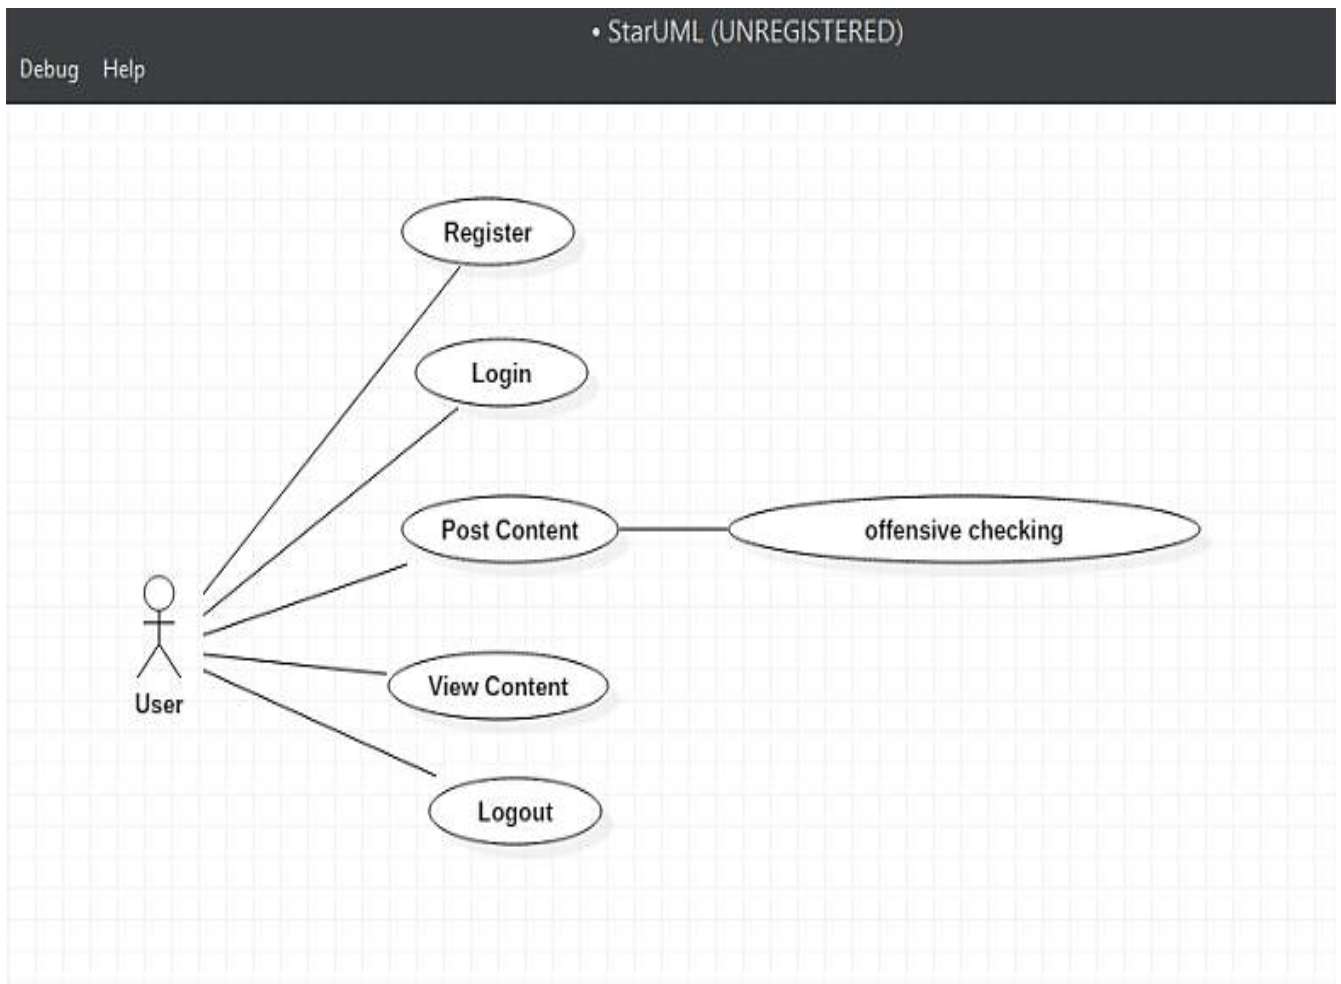 • StarUML (UNREGISTERED)
Debug Help
Register
Login
Post Content
offensive checking
View Content
User
Logout